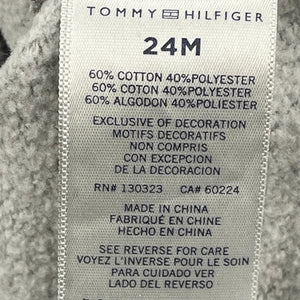 TOMMY HILFIGER
24M
60% COTTON 40%POLYESTER
60% COTON 40%POLYESTER
60% ALGODON 40%POLIESTER
EXCLUSIVE OF DECORATION
MOTIFS DECORATIFS
NON COMPRIS
CON EXCEPCION
DE LA DECORACION
RN# 130323 CA# 60224
MADE IN CHINA
FABRIQUÉ EN CHINE
HECHO EN CHINA
SEE REVERSE FOR CARE
VOYEZ L'INVERSE POUR LE SOIN
PARA CUIDADO VER
LADO DEL REVERSO